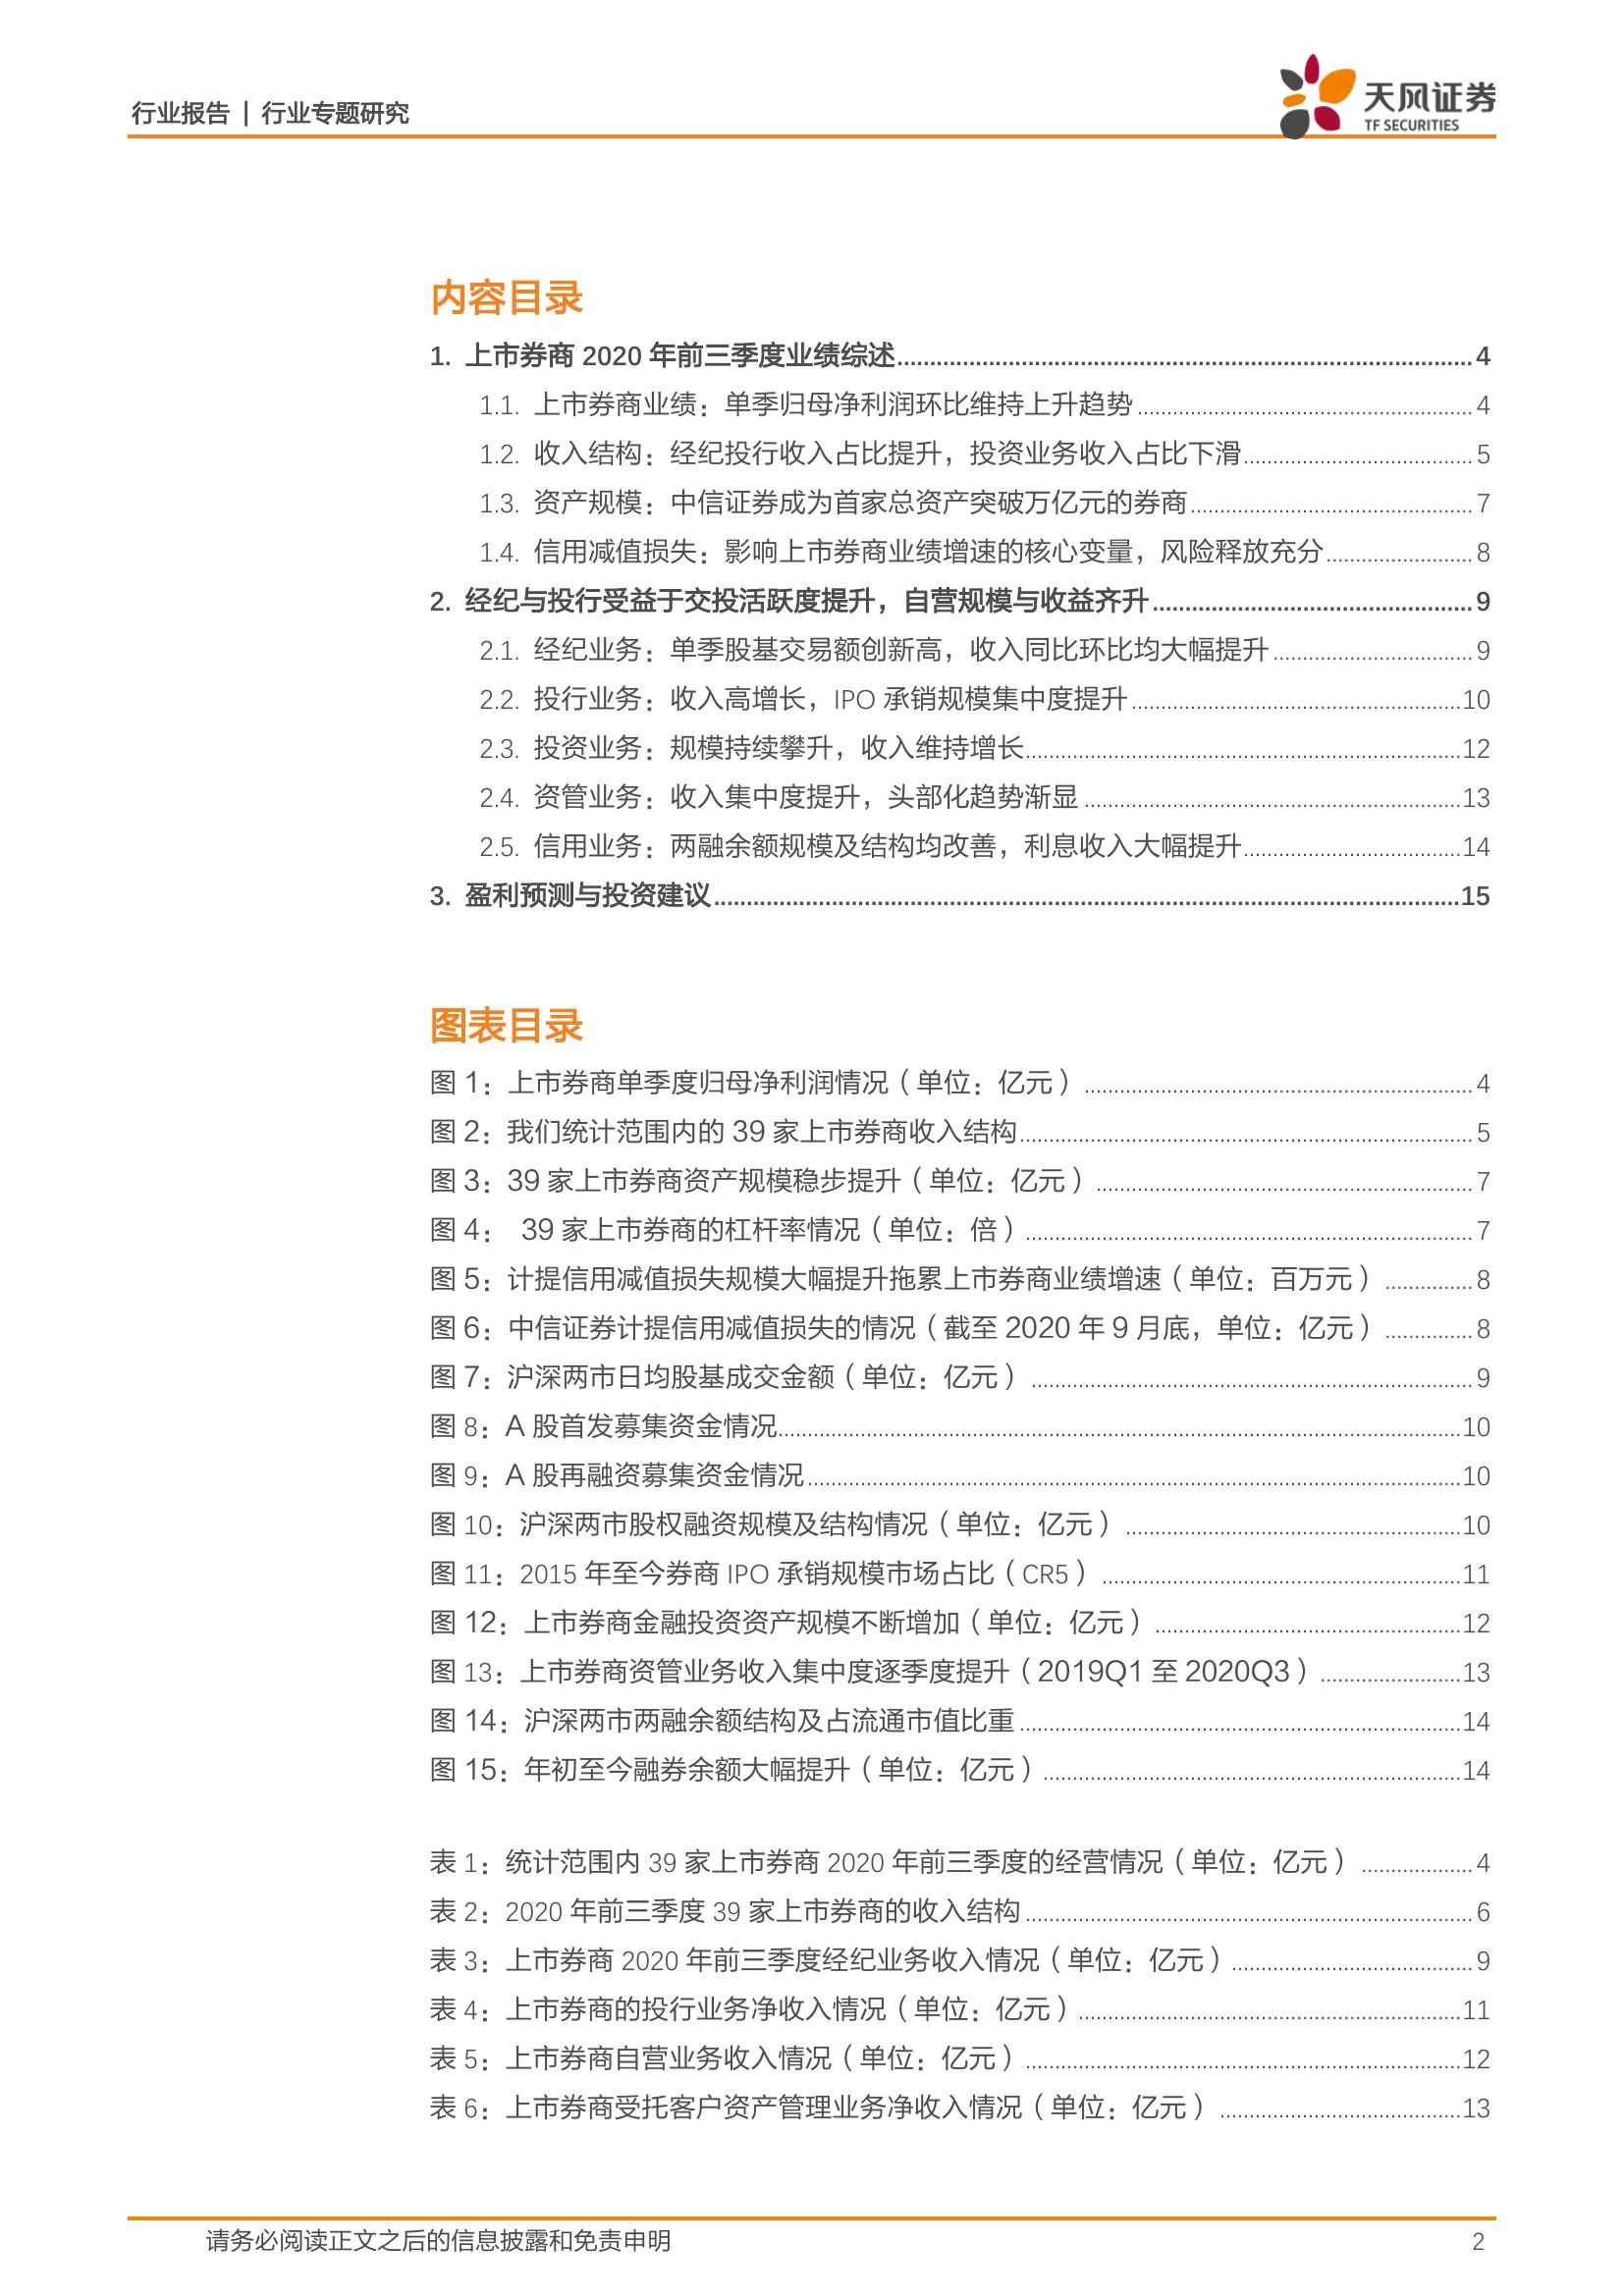 行业报告 | 行业专题研究
天风证券
TF SECURITIES
内容目录
1. 上市券商 2020 年前三季度业绩综述 4
1.1. 上市券商业绩：单季归母净利润环比维持上升趋势 4
1.2. 收入结构：经纪投行收入占比提升，投资业务收入占比下滑 5
1.3. 资产规模：中信证券成为首家总资产突破万亿元的券商 7
1.4. 信用减值损失：影响上市券商业绩增速的核心变量，风险释放充分 8
2. 经纪与投行受益于交投活跃度提升，自营规模与收益齐升 9
2.1. 经纪业务：单季股基交易额创新高，收入同比环比均大幅提升 9
2.2. 投行业务：收入高增长，IPO 承销规模集中度提升 10
2.3. 投资业务：规模持续攀升，收入维持增长 12
2.4. 资管业务：收入集中度提升，头部化趋势渐显 13
2.5. 信用业务：两融余额规模及结构均改善，利息收入大幅提升 14
3. 盈利预测与投资建议 15
图表目录
图 1：上市券商单季度归母净利润情况（单位：亿元） 4
图 2：我们统计范围内的 39 家上市券商收入结构 5
图 3：39 家上市券商资产规模稳步提升（单位：亿元） 7
图 4： 39 家上市券商的杠杆率情况（单位：倍） 7
图 5：计提信用减值损失规模大幅提升拖累上市券商业绩增速（单位：百万元） 8
图 6：中信证券计提信用减值损失的情况（截至 2020 年 9 月底，单位：亿元） 8
图 7：沪深两市日均股基成交金额（单位：亿元） 9
图 8：A 股首发募集资金情况 10
图 9：A 股再融资募集资金情况 10
图 10：沪深两市股权融资规模及结构情况（单位：亿元） 10
图 11：2015 年至今券商 IPO 承销规模市场占比（CR5） 11
图 12：上市券商金融投资资产规模不断增加（单位：亿元） 12
图 13：上市券商资管业务收入集中度逐季度提升（2019Q1 至 2020Q3） 13
图 14：沪深两市两融余额结构及占流通市值比重 14
图 15：年初至今融券余额大幅提升（单位：亿元） 14
表 1：统计范围内 39 家上市券商 2020 年前三季度的经营情况（单位：亿元） 4
表 2：2020 年前三季度 39 家上市券商的收入结构 6
表 3：上市券商 2020 年前三季度经纪业务收入情况（单位：亿元） 9
表 4：上市券商的投行业务净收入情况（单位：亿元） 11
表 5：上市券商自营业务收入情况（单位：亿元） 12
表 6：上市券商受托客户资产管理业务净收入情况（单位：亿元） 13
请务必阅读正文之后的信息披露和免责申明 2